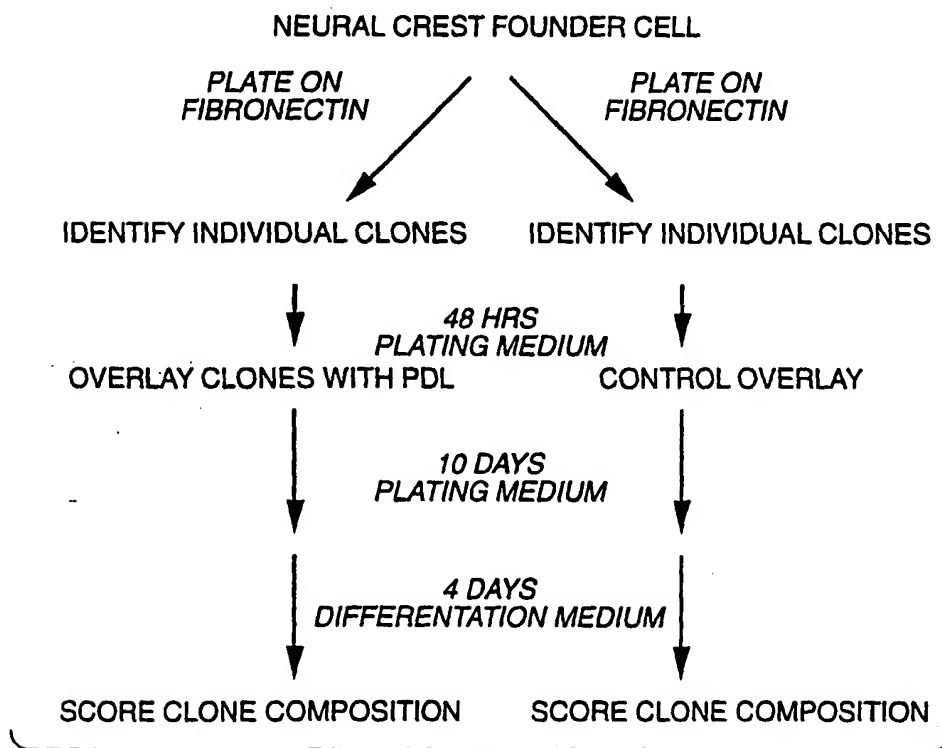 NEURAL CREST FOUNDER CELL
PLATE ON
FIBRONECTIN
PLATE ON
FIBRONECTIN
IDENTIFY INDIVIDUAL CLONES
IDENTIFY INDIVIDUAL CLONES
48 HRS
PLATING MEDIUM
OVERLAY CLONES WITH PDL
CONTROL OVERLAY
10 DAYS
PLATING MEDIUM
4 DAYS
DIFFERENTATION MEDIUM
SCORE CLONE COMPOSITION
SCORE CLONE COMPOSITION